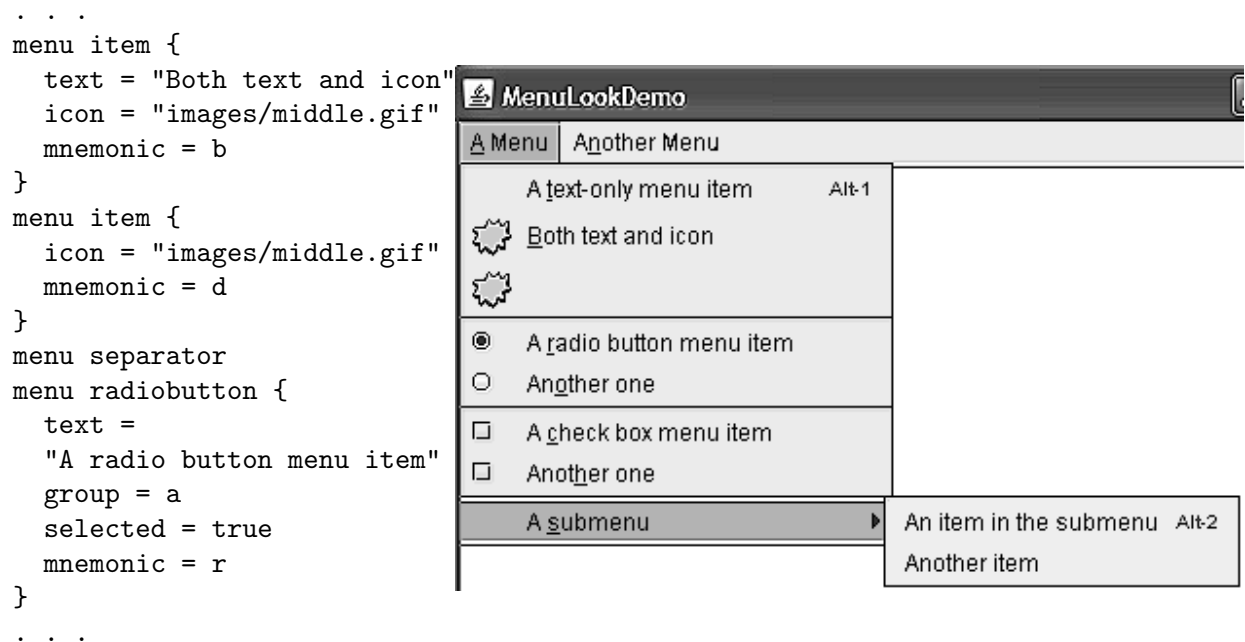 . . .
menu item {
  text = "Both text and icon"
  icon = "images/middle.gif"
  mnemonic = b
}
menu item {
  icon = "images/middle.gif"
  mnemonic = d
}
menu separator
menu radiobutton {
  text =
  "A radio button menu item"
  group = a
  selected = true
  mnemonic = r
}
. . .
MenuLookDemo
A Menu Another Menu
A text-only menu item Alt-1
Both text and icon
A radio button menu item
Another one
A check box menu item
Another one
A submenu
An item in the submenu Alt-2
Another item